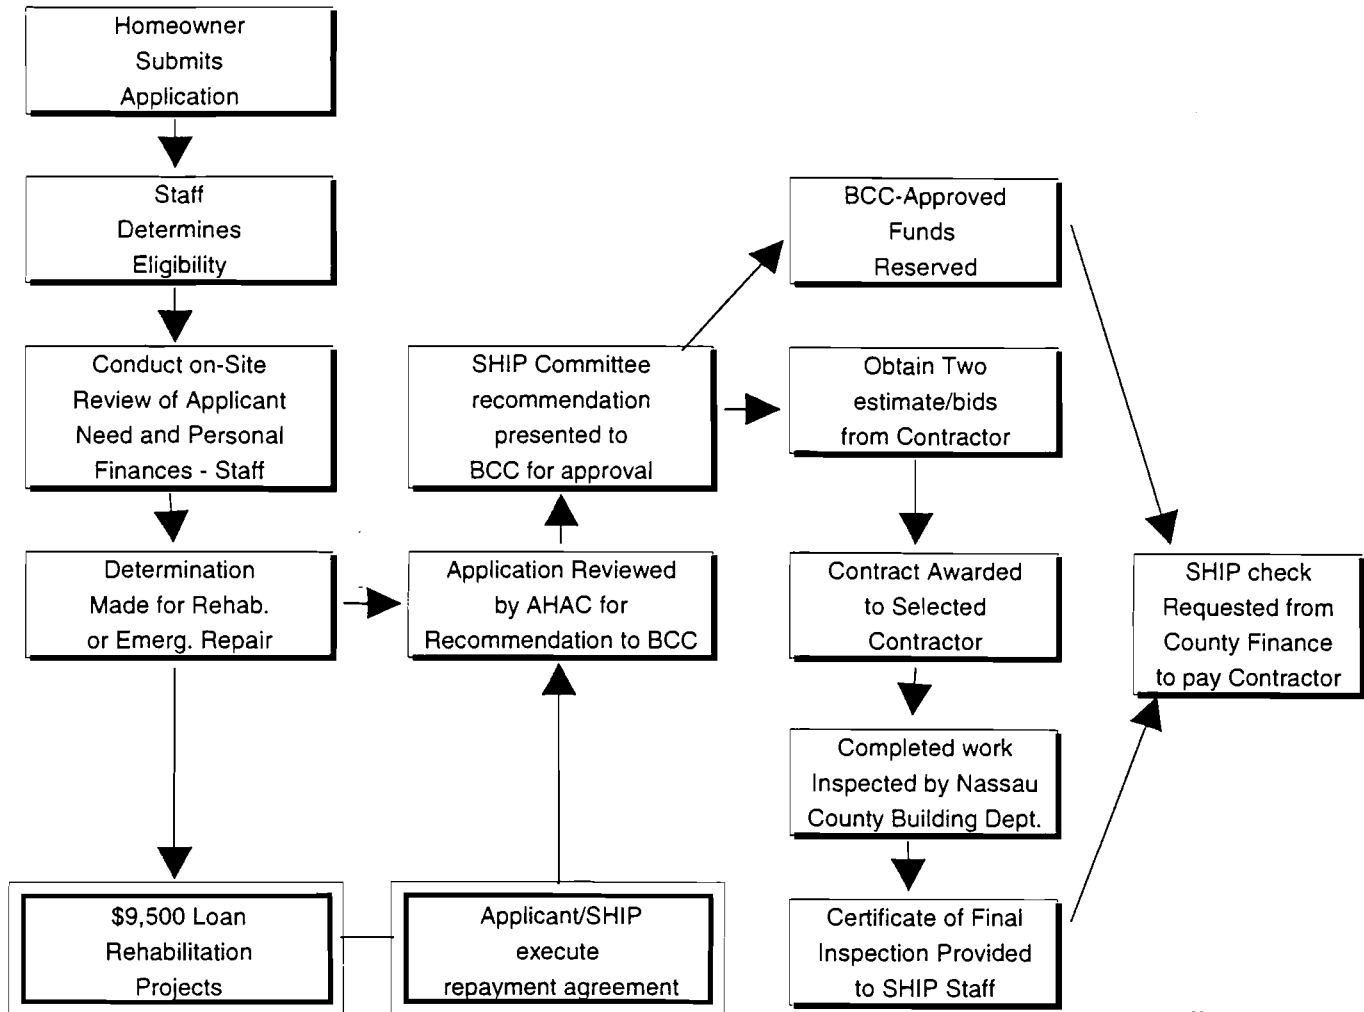 Homeowner
Submits
Application
Staff
Determines
Eligibility
Conduct on-Site
Review of Applicant
Need and Personal
Finances - Staff
Determination
Made for Rehab.
or Emerg. Repair
$9,500 Loan
Rehabilitation
Projects
Applicant/SHIP
execute
repayment agreement
Application Reviewed
by AHAC for
Recommendation to BCC
SHIP Committee
recommendation
presented to
BCC for approval
BCC-Approved
Funds
Reserved
Obtain Two
estimate/bids
from Contractor
Contract Awarded
to Selected
Contractor
Completed work
Inspected by Nassau
County Building Dept.
Certificate of Final
Inspection Provided
to SHIP Staff
SHIP check
Requested from
County Finance
to pay Contractor